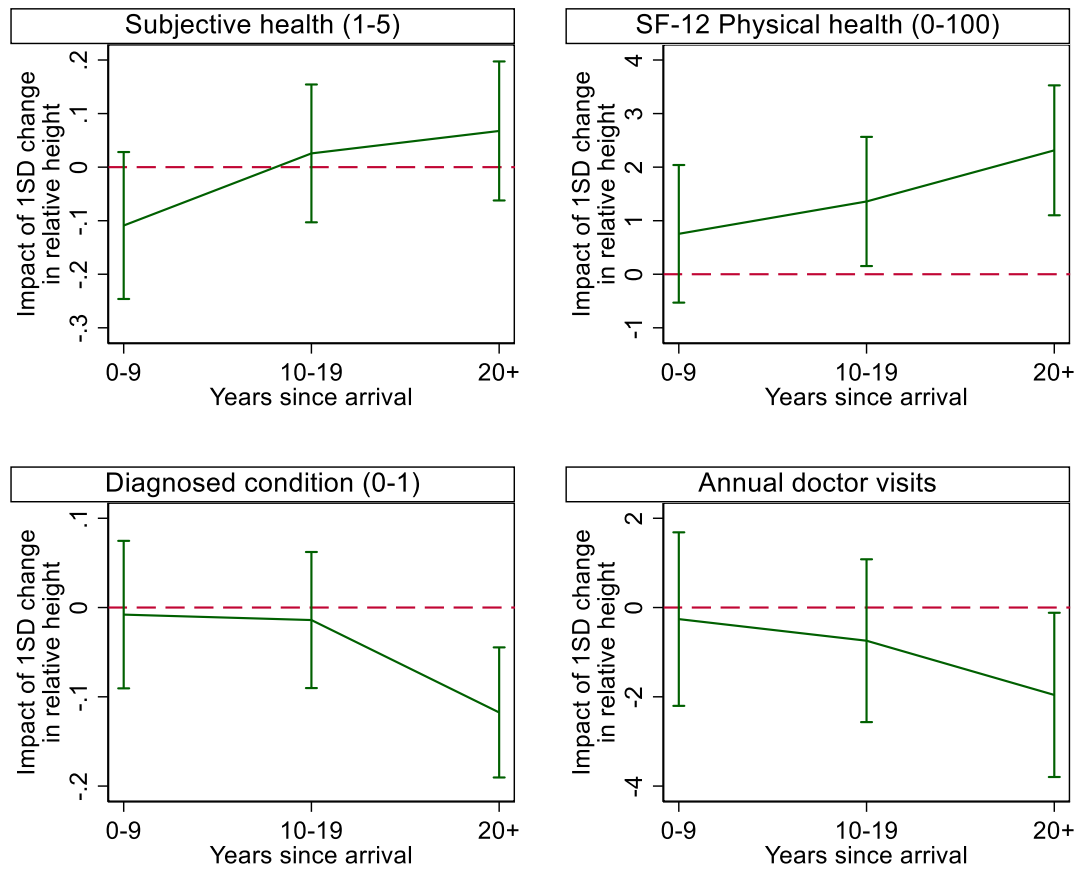 Subjective health (1-5)
Impact of 1SD change
in relative height
.2
.1
0
-.1
-.2
-.3
0-9
10-19
20+
Years since arrival
SF-12 Physical health (0-100)
Impact of 1SD change
in relative height
4
3
2
1
0
-1
0-9
10-19
20+
Years since arrival
Diagnosed condition (0-1)
Impact of 1SD change
in relative height
.1
0
-.1
-.2
0-9
10-19
20+
Years since arrival
Annual doctor visits
Impact of 1SD change
in relative height
2
0
-2
-4
0-9
10-19
20+
Years since arrival